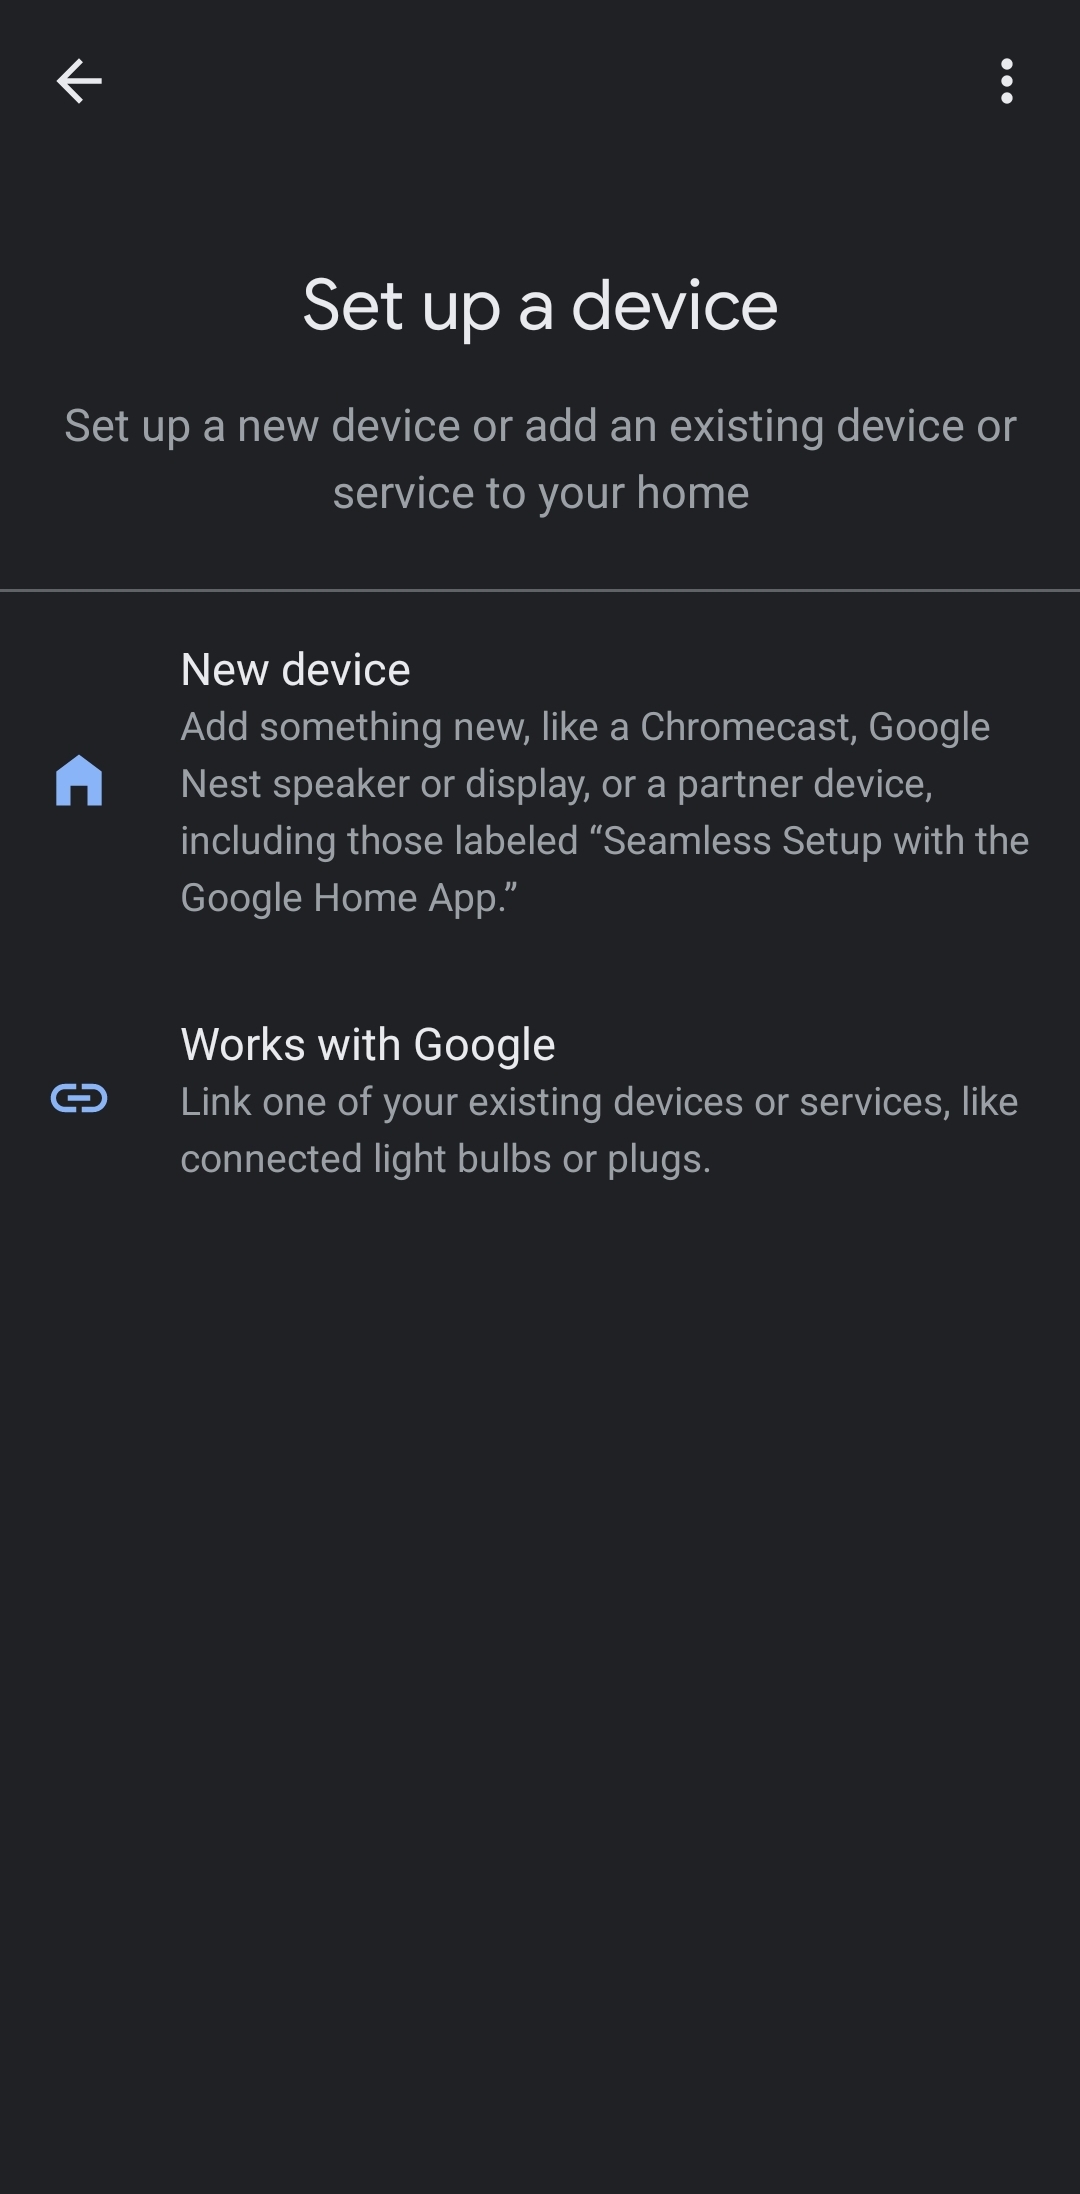 Set up a device
Set up a new device or add an existing device or
service to your home
New device
Add something new, like a Chromecast, Google
Nest speaker or display, or a partner device,
including those labeled “Seamless Setup with the
Google Home App.”
Works with Google
Link one of your existing devices or services, like
connected light bulbs or plugs.